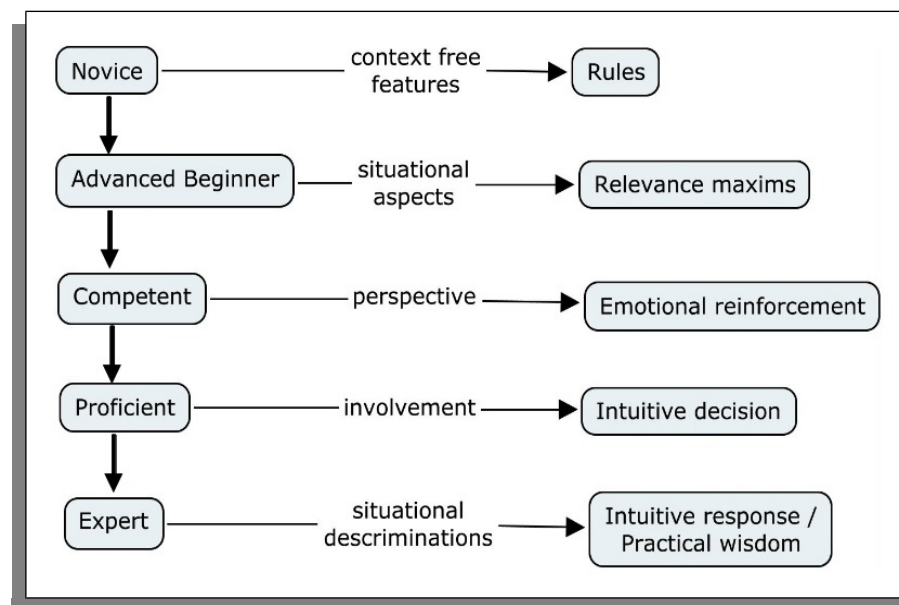 Novice
context free
features
Rules
Advanced Beginner
situational
aspects
Relevance maxims
Competent
perspective
Emotional reinforcement
Proficient
involvement
Intuitive decision
Expert
situational
descriminations
Intuitive response /
Practical wisdom